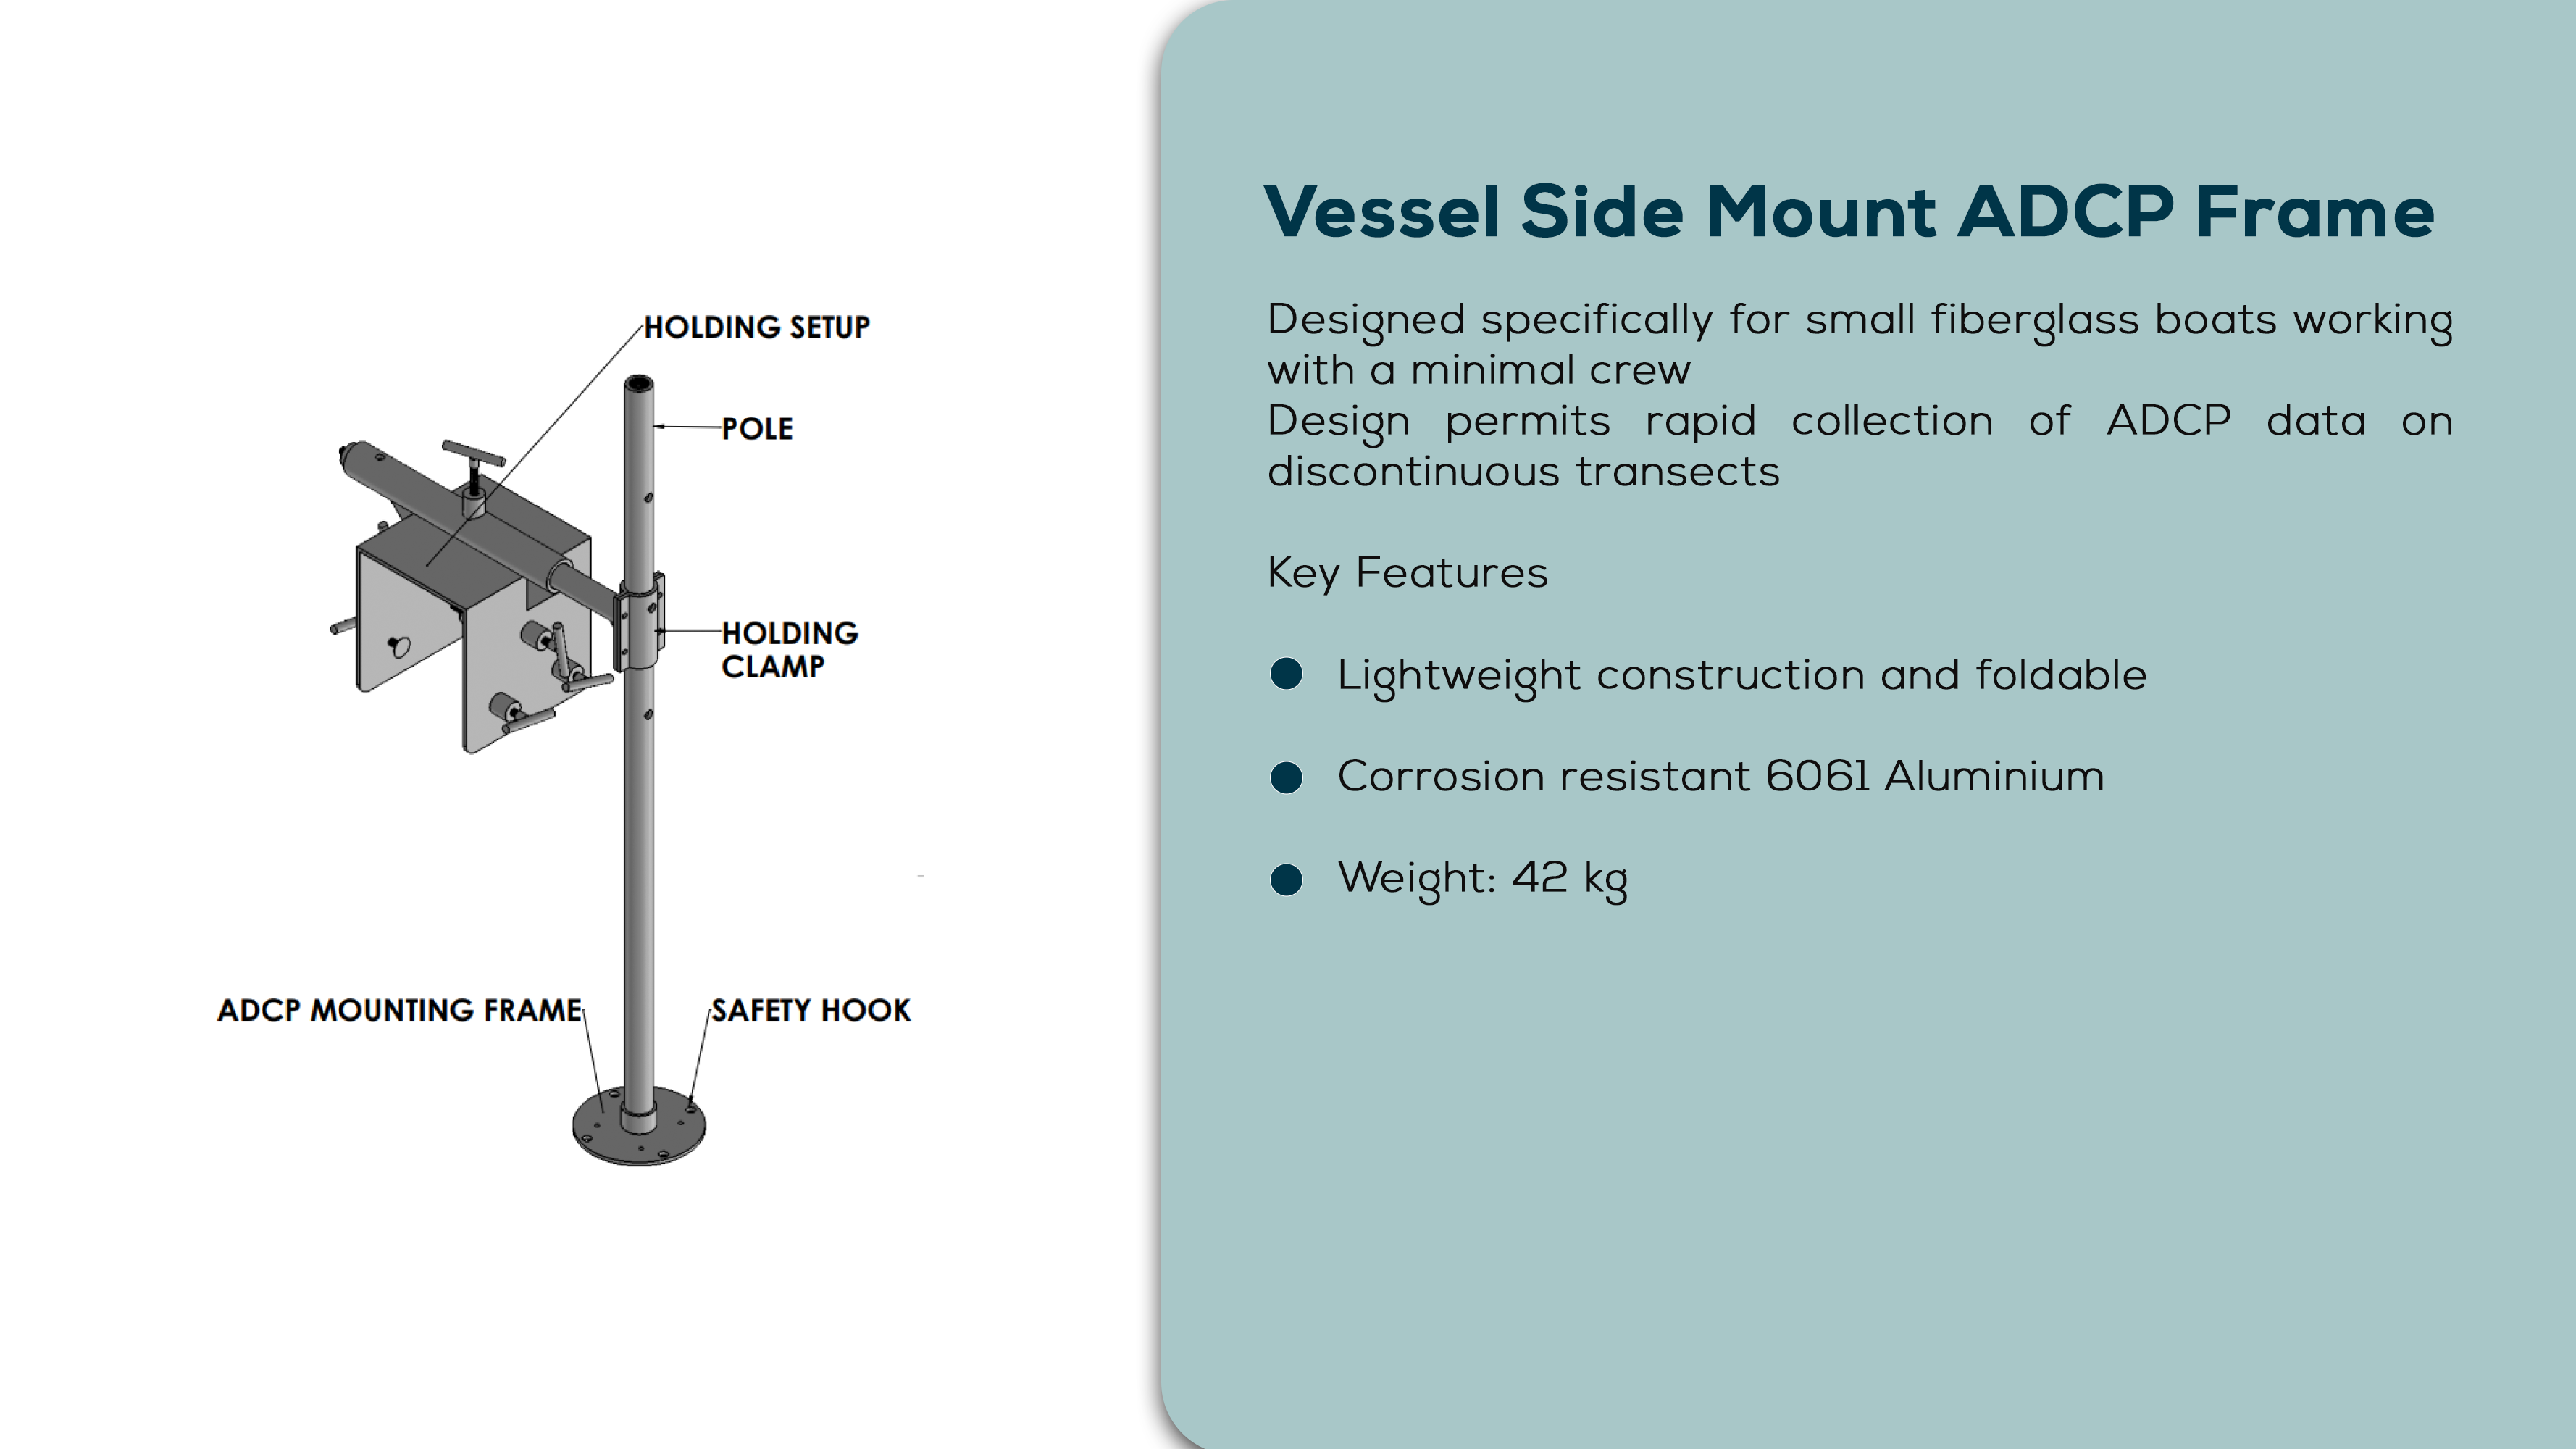 HOLDING SETUP
POLE
HOLDING
CLAMP
ADCP MOUNTING FRAME
SAFETY HOOK
Vessel Side Mount ADCP Frame
Designed specifically for small fiberglass boats working
with a minimal crew
Design permits rapid collection of ADCP data on
discontinuous transects
Key Features
Lightweight construction and foldable
Corrosion resistant 6061 Aluminium
Weight: 42 kg